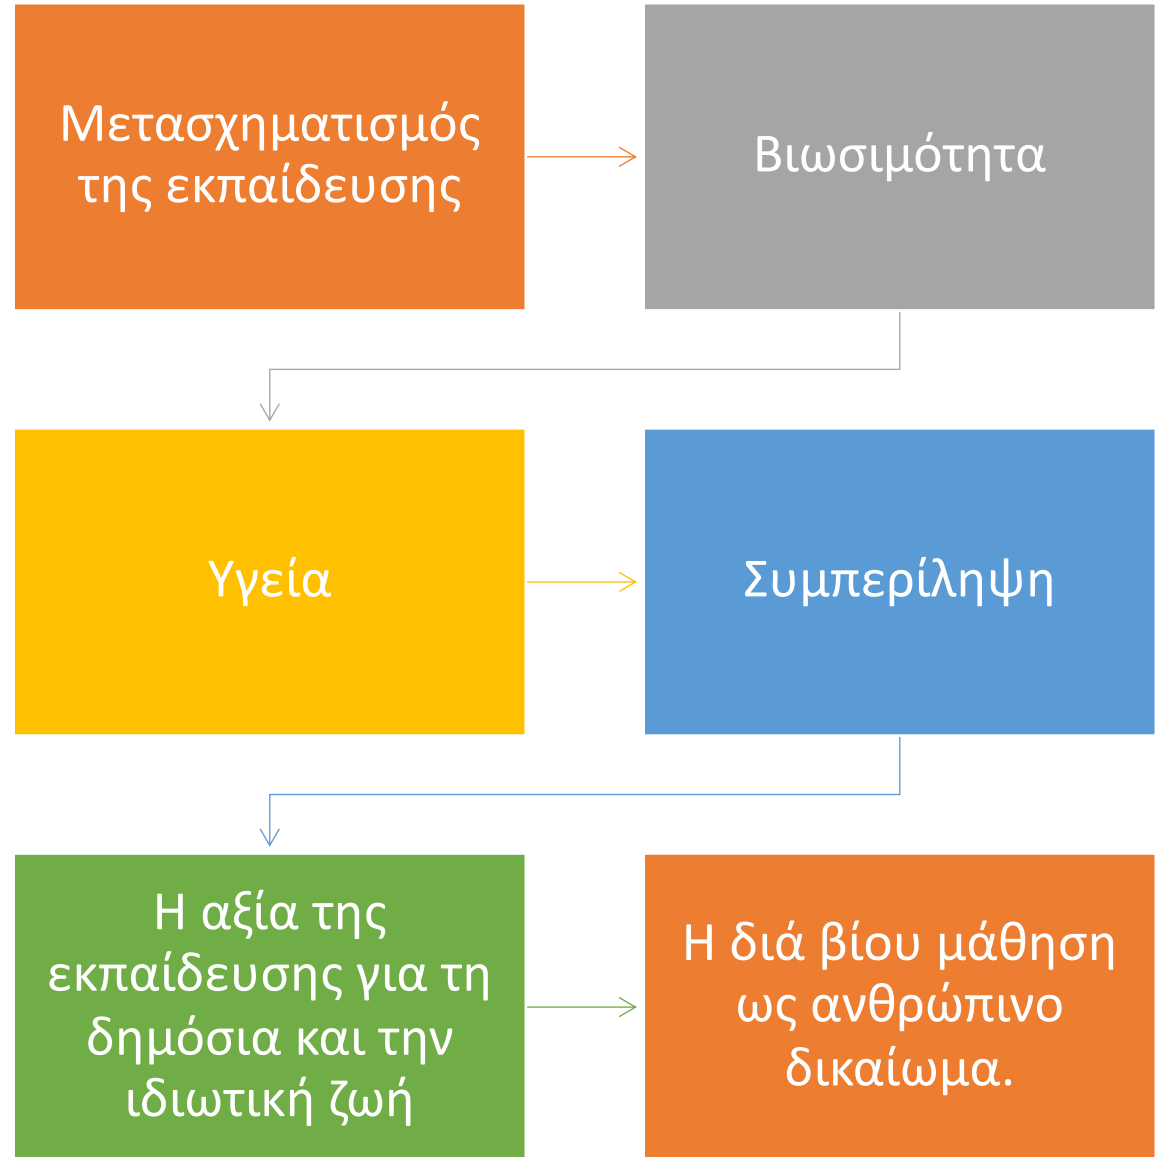 Μετασχηματισμός
της εκπαίδευσης
Βιωσιμότητα
Υγεία
Συμπερίληψη
Η αξία της
εκπαίδευσης για τη
δημόσια και την
ιδιωτική ζωή
Η διά βίου μάθηση
ως ανθρώπινο
δικαίωμα.